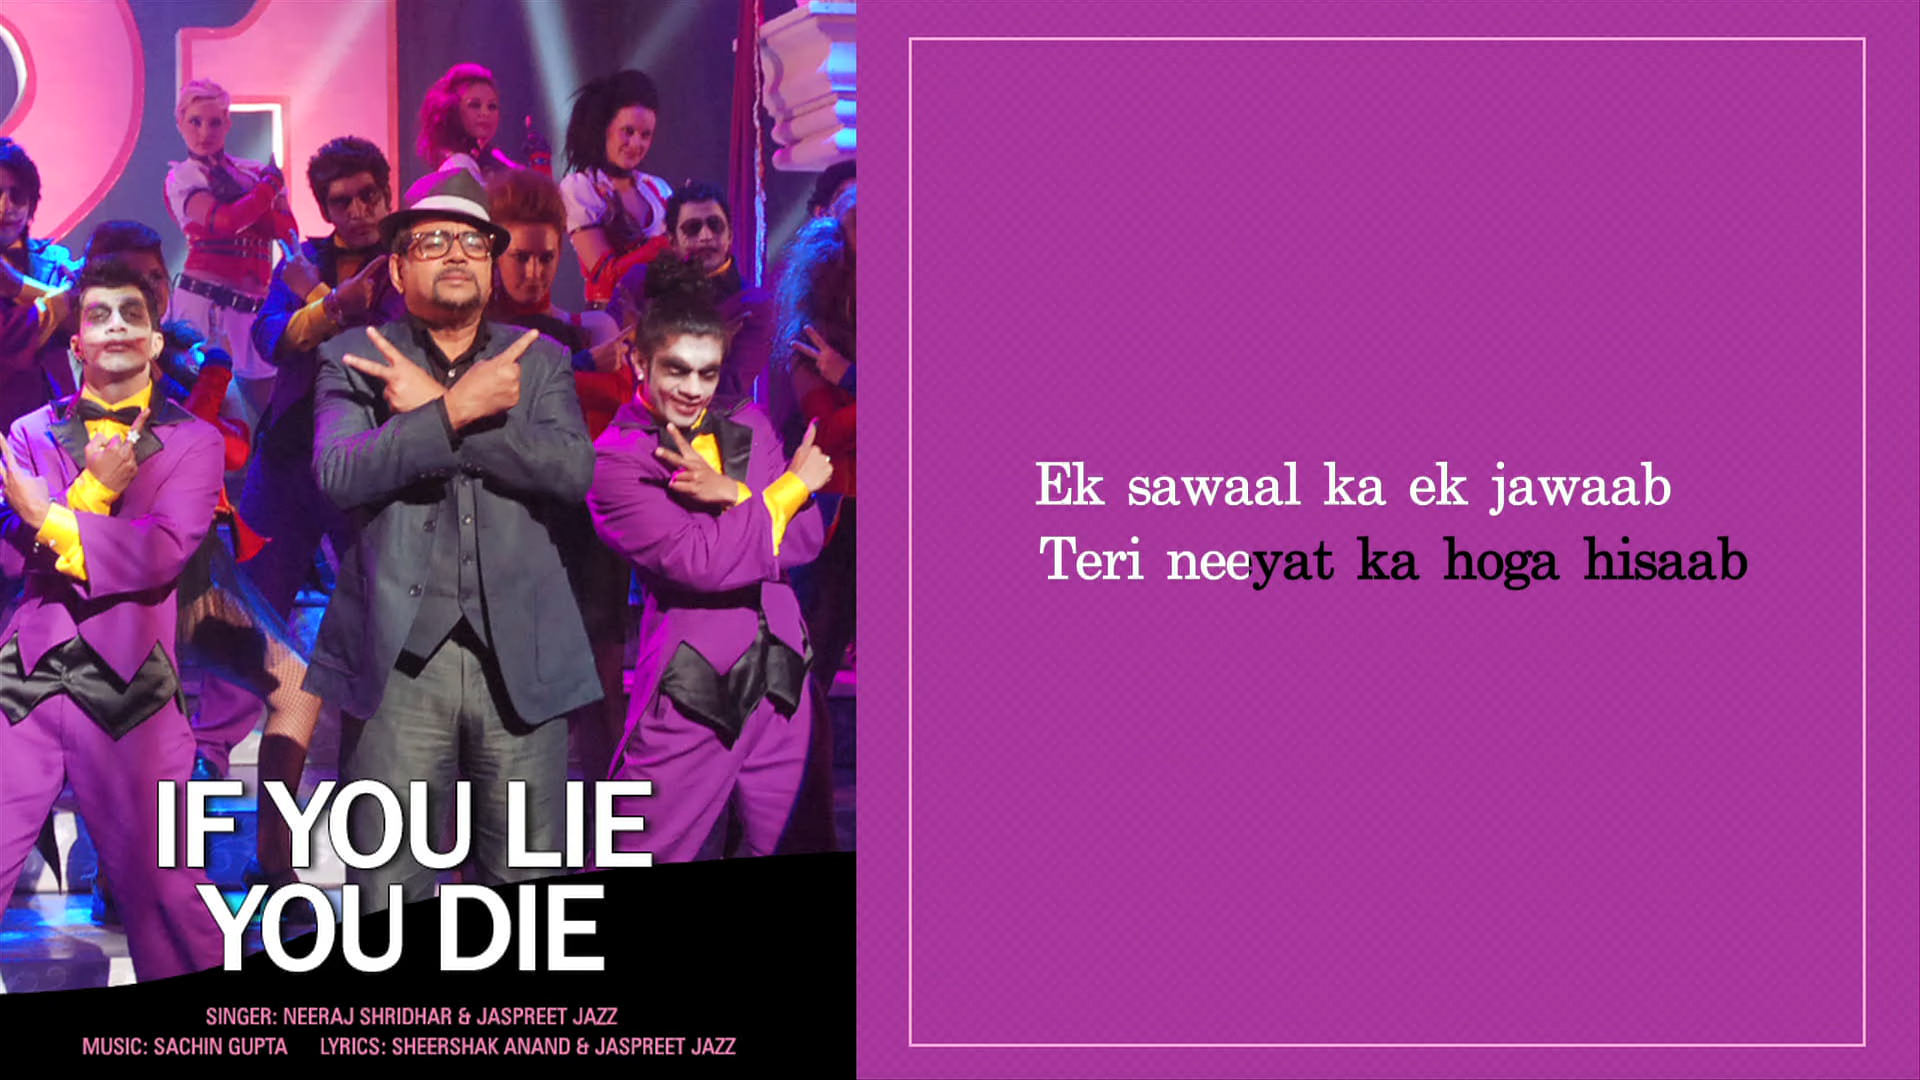 IF YOU LIE
YOU DIE
SINGER: NEERAJ SHRIDHAR & JASPREET JAZZ
MUSIC: SACHIN GUPTA LYRICS: SHEERSHAK ANAND & JASPREET JAZZ
Ek sawaal ka ek jawaab
Teri neeyat ka hoga hisaab